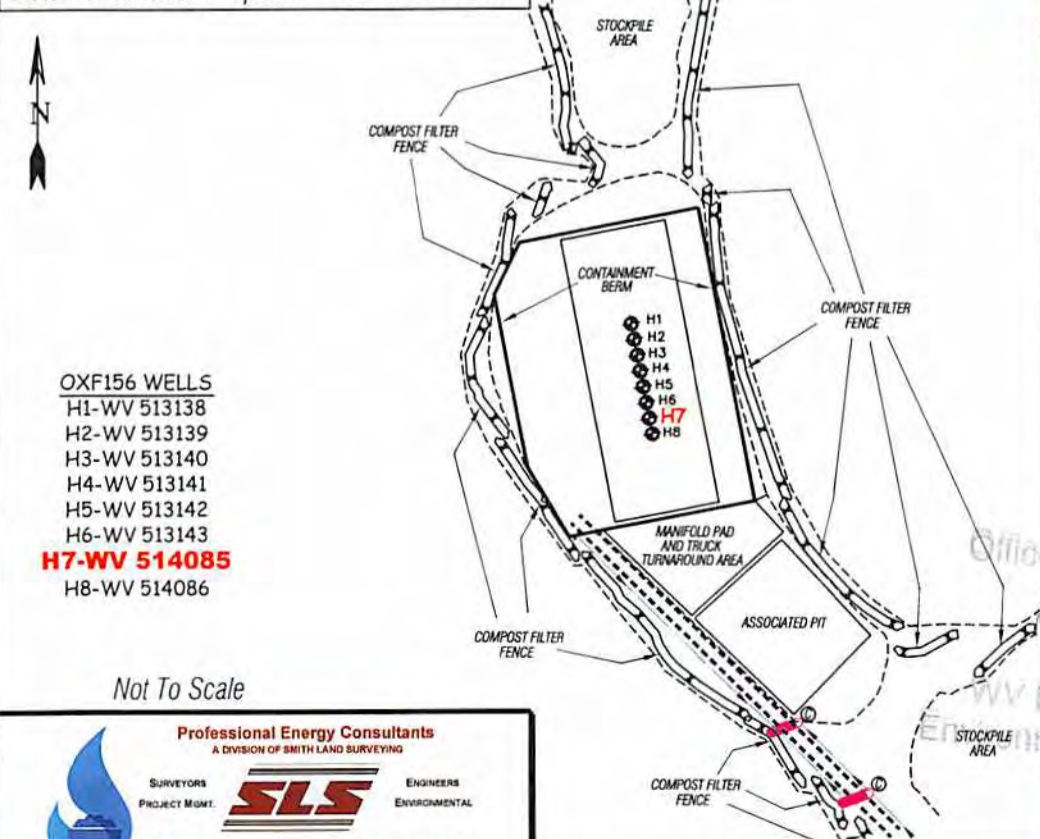 STOCKPILE
AREA
N
COMPOST FILTER
FENCE
CONTAINMENT
BERM
COMPOST FILTER
FENCE
H1
H2
H3
H4
H5
H6
H7
H8
OXF156 WELLS
H1-WV 513138
H2-WV 513139
H3-WV 513140
H4-WV 513141
H5-WV 513142
H6-WV 513143
H7-WV 514085
H8-WV 514086
MANIFOLD PAD
AND TRUCK
TURNAROUND AREA
ASSOCIATED PIT
COMPOST FILTER
FENCE
Not To Scale
C
STOCKPILE
AREA
C
COMPOST FILTER
FENCE
Professional Energy Consultants
A DIVISION OF SMITH LAND SURVEYING
SURVEYORS
PROJECT MGMT.
SLS
ENGINEERS
ENVIRONMENTAL
WV